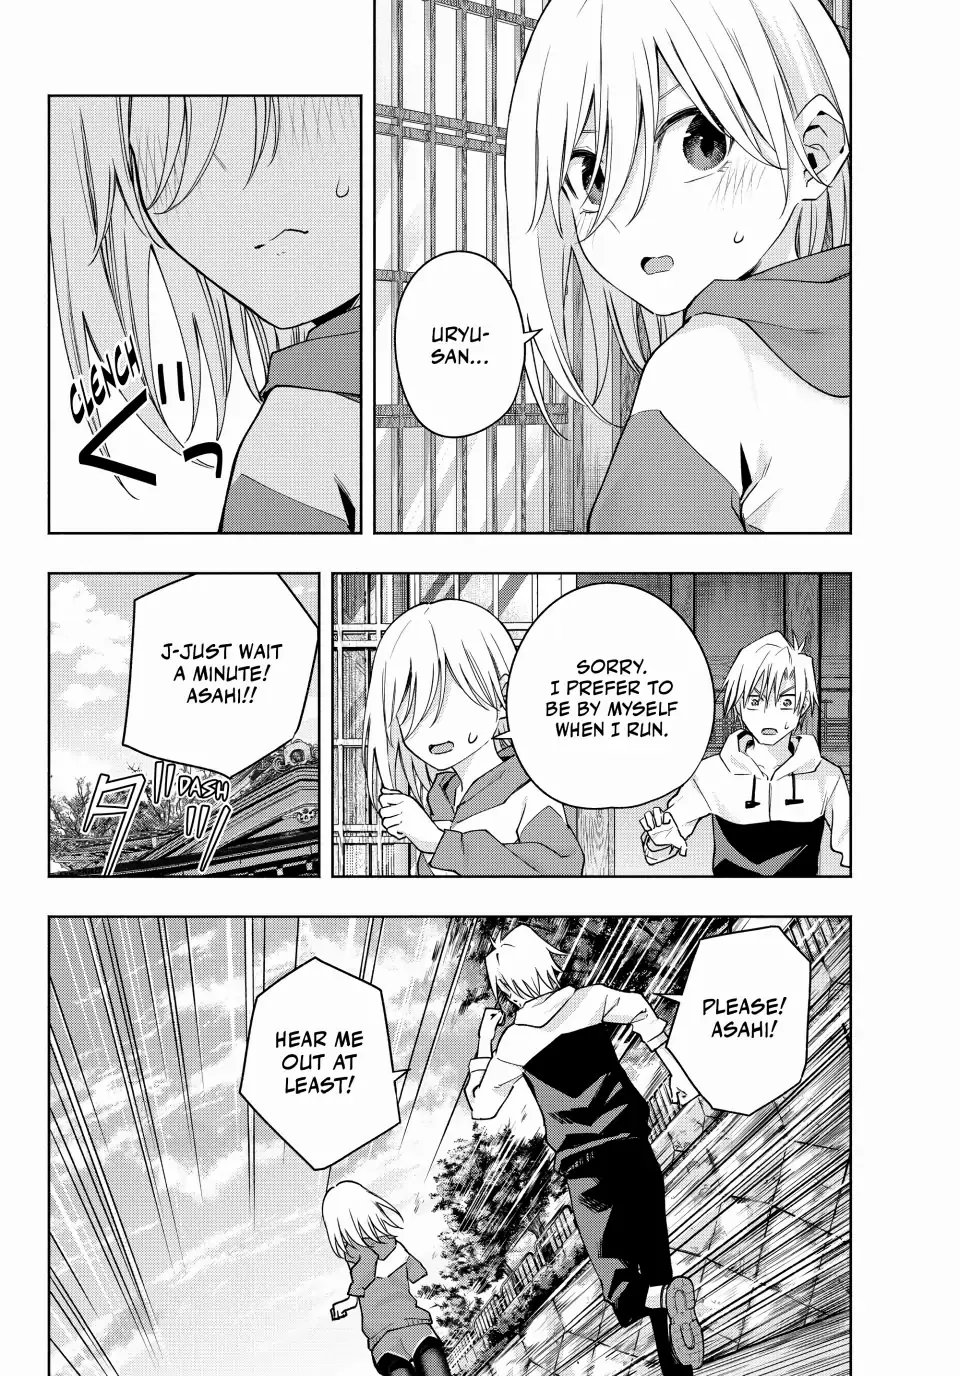 URYU-
SAN...
CLENCH
ぐっ
SORRY.
I PREFER TO
BE BY MYSELF
WHEN I RUN.
J-JUST WAIT
A MINUTE!
ASAHI!!
DASH
ダッ
PLEASE!
ASAHI!
HEAR ME
OUT AT
LEAST!